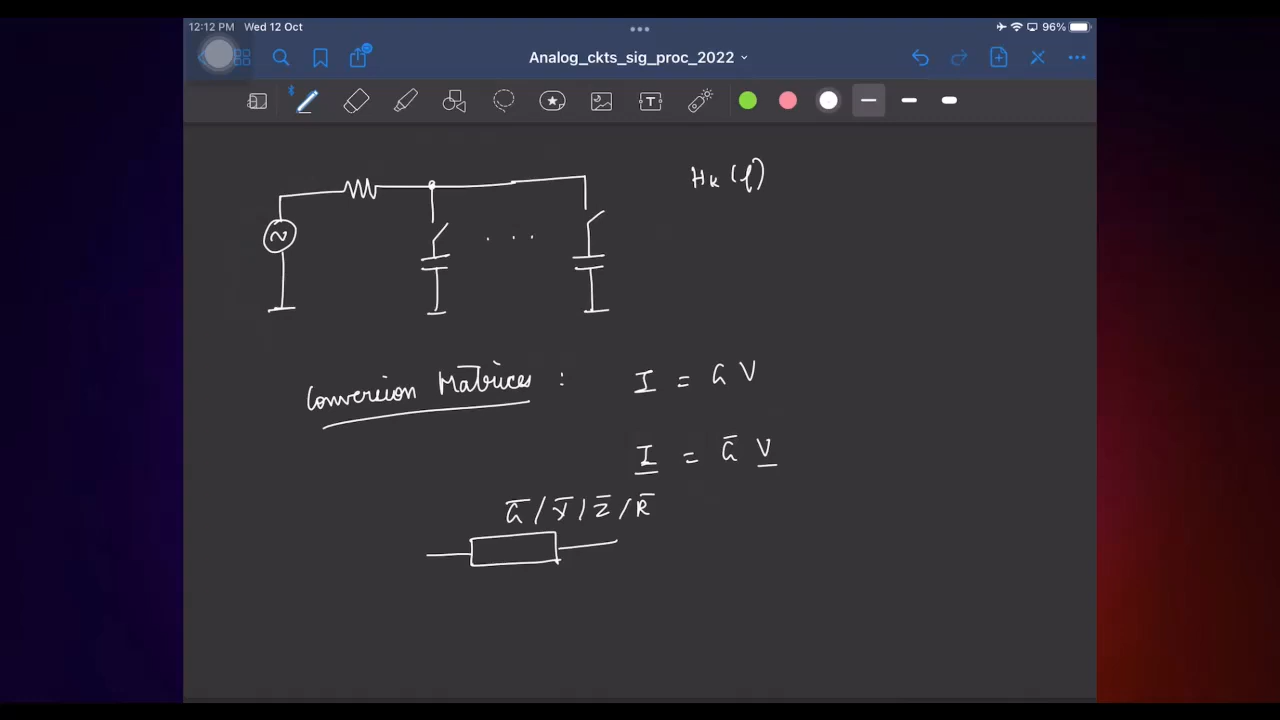 12:12 PM Wed 12 Oct
96%
Analog_ckts_sig_proc_2022
T
Hk (f)
Conversion Matrices : I = G V
I = G̅ V
G̅ / Y̅ / Z̅ / R̅